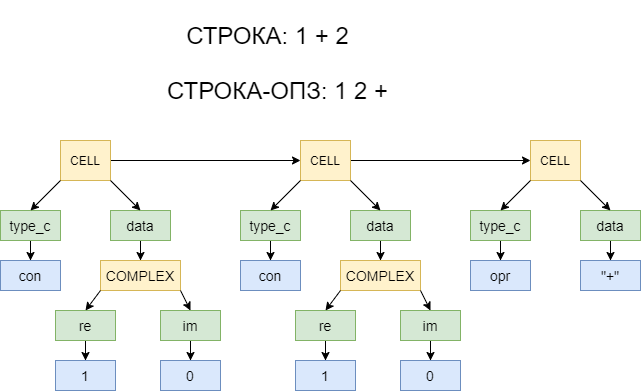 СТРОКА: 1 + 2
СТРОКА-ОПЗ: 1 2 +
CELL CELL CELL
type_c data type_c data type_c data
con COMPLEX con COMPLEX opr "+"
re im re im
1 0 1 0